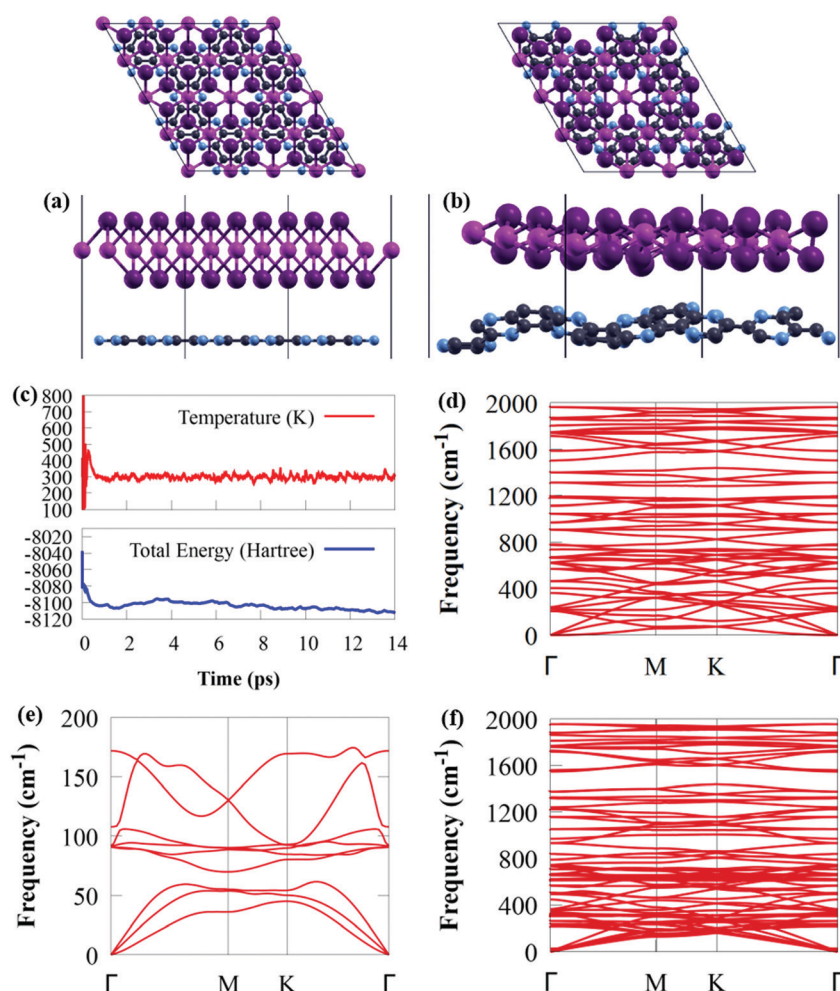 (a)
(b)
(c)
800
700
600
500
400
300
200
100
Temperature (K)
-8020
-8040
-8060
-8080
-8100
-8120
Total Energy (Hartree)
0 2 4 6 8 10 12 14
Time (ps)
(d)
2000
1600
1200
800
400
0
Frequency (cm-1)
Γ M K Γ
(e)
200
150
100
50
0
Frequency (cm-1)
Γ M K Γ
(f)
2000
1600
1200
800
400
0
Frequency (cm-1)
Γ M K Γ